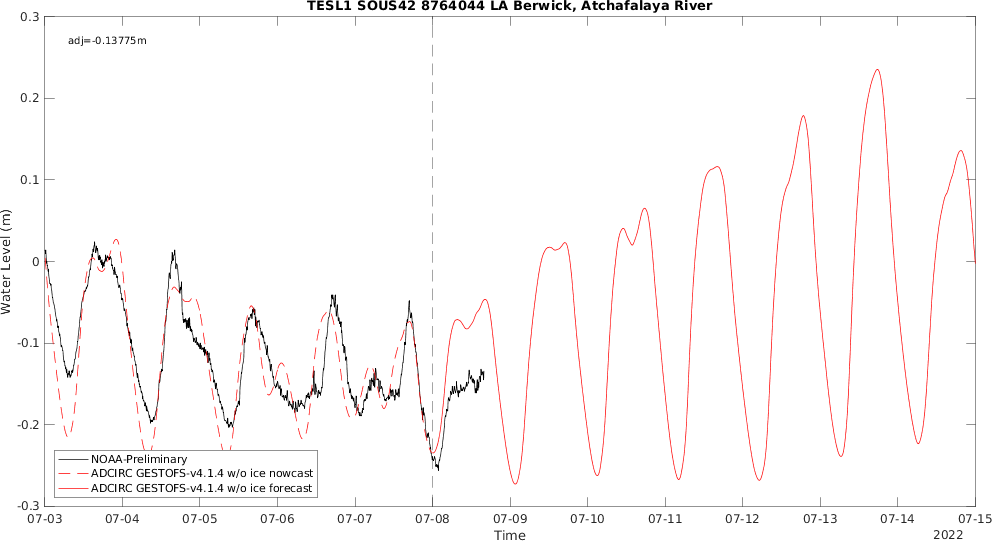 TESL1 SOUS42 8764044 LA Berwick, Atchafalaya River
adj=-0.13775m
0.3
0.2
0.1
0
-0.1
-0.2
-0.3
Water Level (m)
NOAA-Preliminary
ADCIRC GESTOFS-v4.1.4 w/o ice nowcast
ADCIRC GESTOFS-v4.1.4 w/o ice forecast
07-03 07-04 07-05 07-06 07-07 07-08 07-09 07-10 07-11 07-12 07-13 07-14 07-15
Time
2022